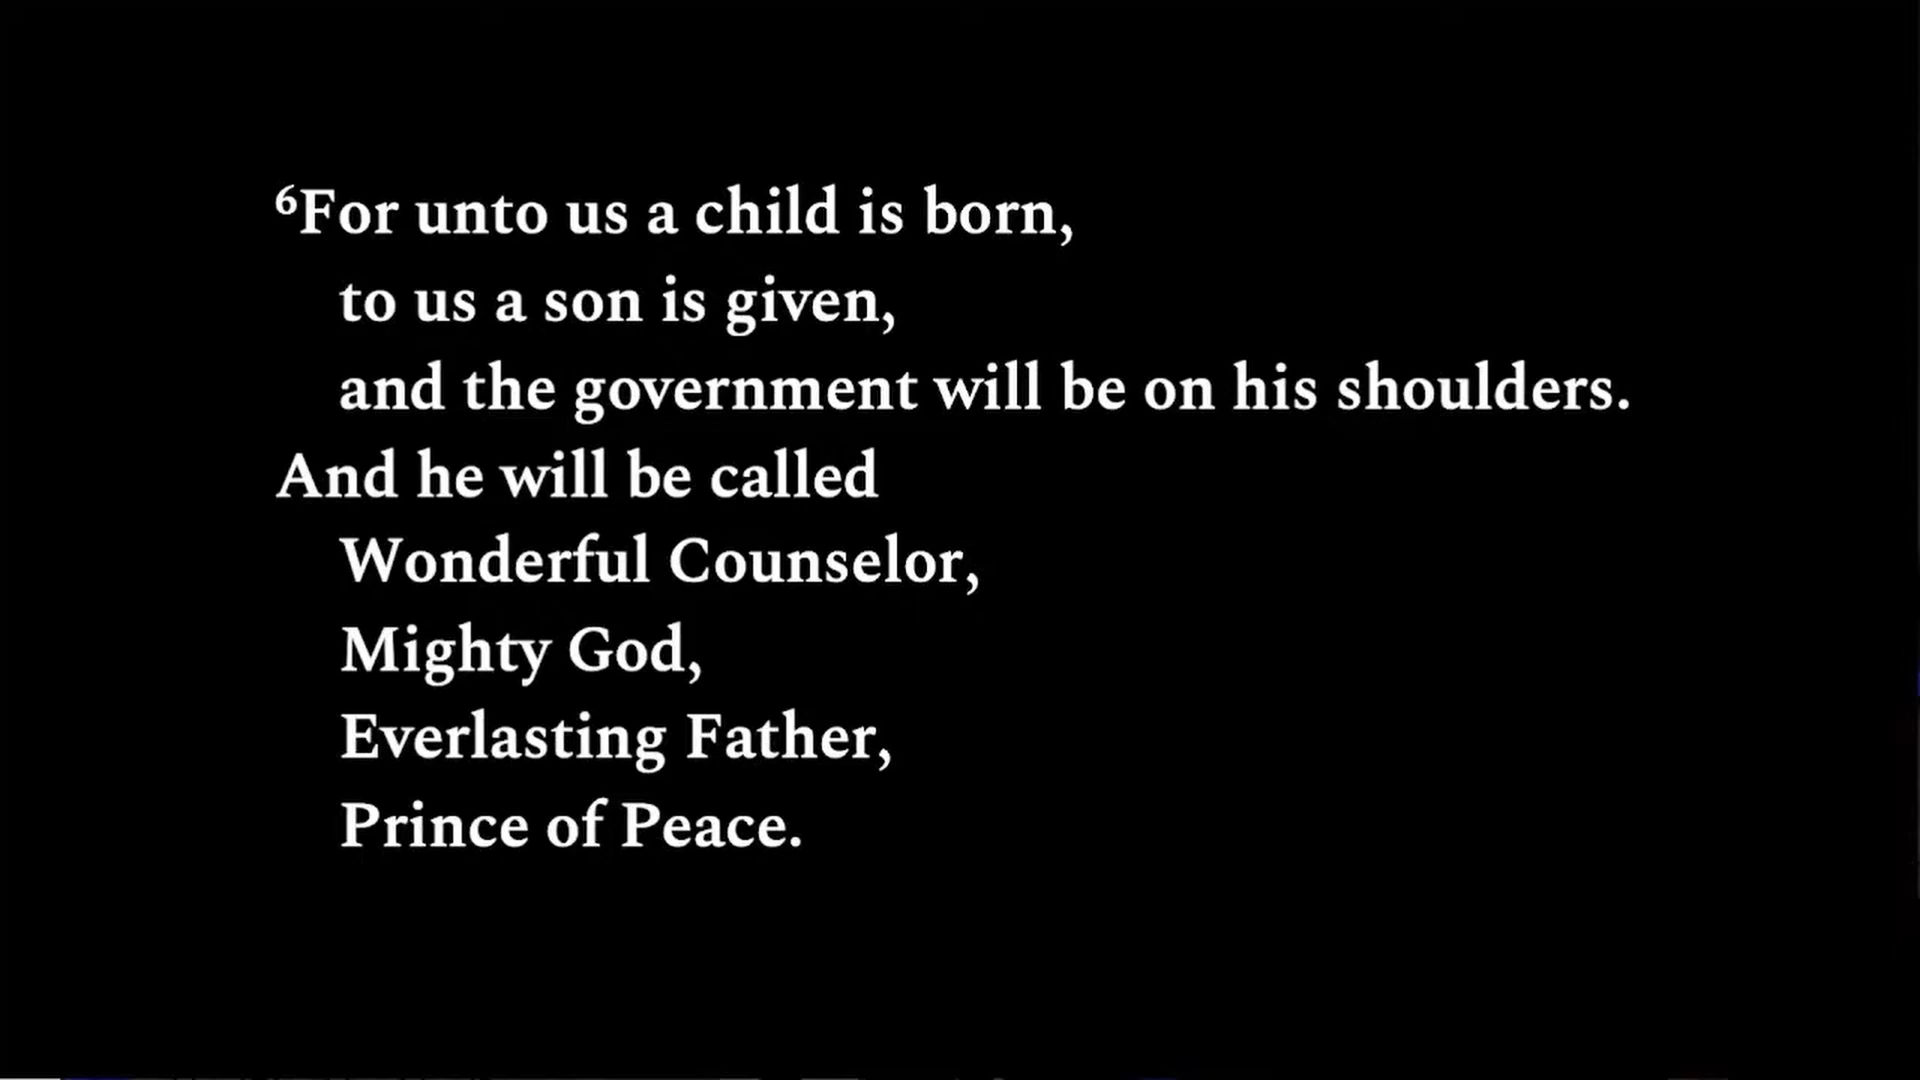 ⁶For unto us a child is born,
to us a son is given,
and the government will be on his shoulders.
And he will be called
Wonderful Counselor,
Mighty God,
Everlasting Father,
Prince of Peace.